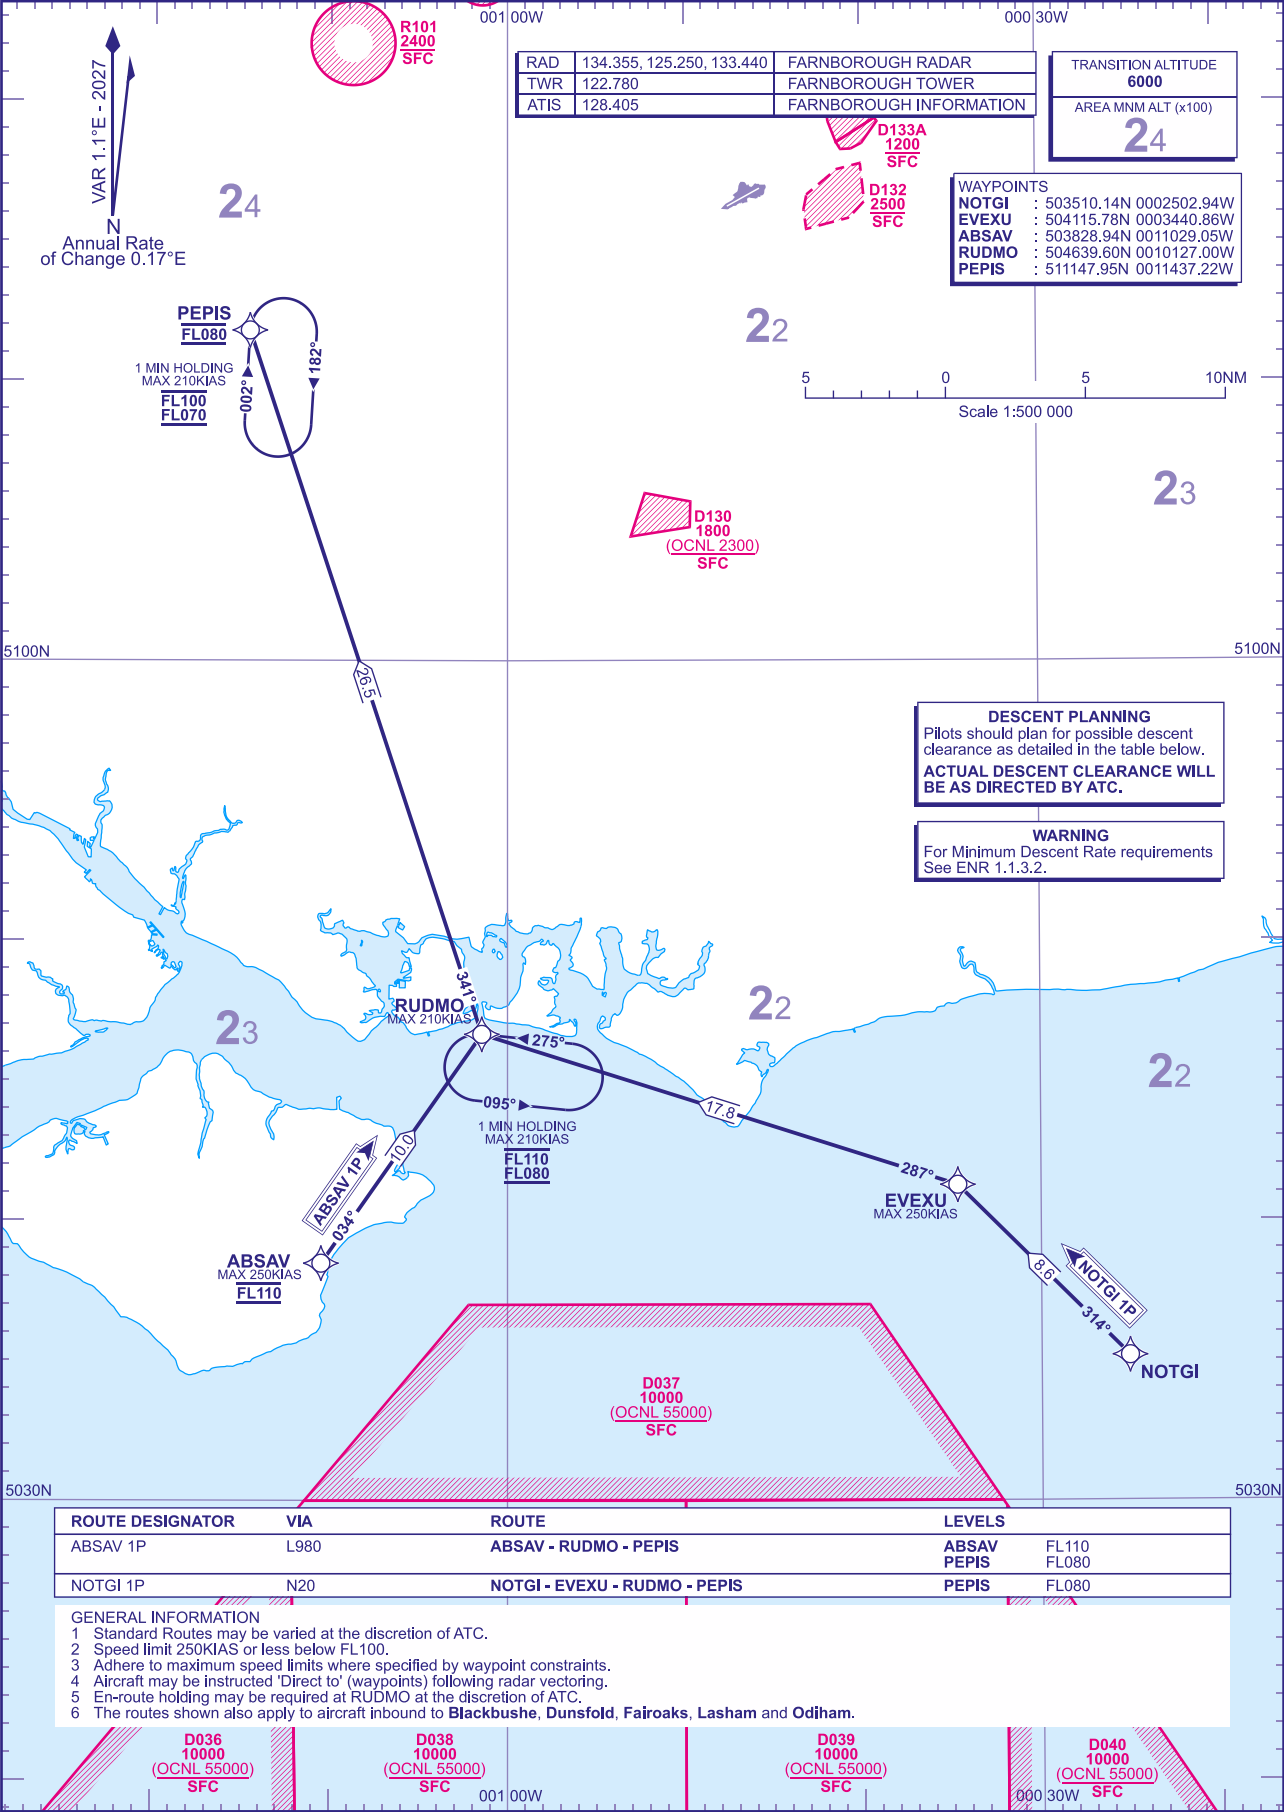 001 00W
000 30W
R101
2400
SFC
VAR 1.1°E - 2027
N
Annual Rate
of Change 0.17°E
RAD 134.355, 125.250, 133.440 FARNBOROUGH RADAR
TWR 122.780 FARNBOROUGH TOWER
ATIS 128.405 FARNBOROUGH INFORMATION
TRANSITION ALTITUDE
6000
AREA MNM ALT (x100)
24
D133A
1200
SFC
D132
2500
SFC
24
WAYPOINTS
NOTGI : 503510.14N 0002502.94W
EVEXU : 504115.78N 0003440.86W
ABSAV : 503828.94N 0011029.05W
RUDMO : 504639.60N 0010127.00W
PEPIS : 511147.95N 0011437.22W
PEPIS
FL080
1 MIN HOLDING
MAX 210KIAS
FL100
FL070
002°
182°
22
5 0 5 10NM
Scale 1:500 000
23
D130
1800
(OCNL 2300)
SFC
5100N
5100N
26.5
DESCENT PLANNING
Pilots should plan for possible descent
clearance as detailed in the table below.
ACTUAL DESCENT CLEARANCE WILL
BE AS DIRECTED BY ATC.
WARNING
For Minimum Descent Rate requirements
See ENR 1.1.3.2.
341°
RUDMO
MAX 210KIAS
22
23
275°
22
095°
17.8
1 MIN HOLDING
MAX 210KIAS
FL110
FL080
10.0
ABSAV 1P
034°
287°
EVEXU
MAX 250KIAS
ABSAV
MAX 250KIAS
FL110
8.6
NOTGI 1P
314°
NOTGI
D037
10000
(OCNL 55000)
SFC
5030N
5030N
ROUTE DESIGNATOR VIA ROUTE LEVELS
ABSAV 1P L980 ABSAV - RUDMO - PEPIS ABSAV FL110
PEPIS FL080
NOTGI 1P N20 NOTGI - EVEXU - RUDMO - PEPIS PEPIS FL080
GENERAL INFORMATION
1 Standard Routes may be varied at the discretion of ATC.
2 Speed limit 250KIAS or less below FL100.
3 Adhere to maximum speed limits where specified by waypoint constraints.
4 Aircraft may be instructed 'Direct to' (waypoints) following radar vectoring.
5 En-route holding may be required at RUDMO at the discretion of ATC.
6 The routes shown also apply to aircraft inbound to Blackbushe, Dunsfold, Fairoaks, Lasham and Odiham.
D036
10000
(OCNL 55000)
SFC
D038
10000
(OCNL 55000)
SFC
D039
10000
(OCNL 55000)
SFC
D040
10000
(OCNL 55000)
SFC
001 00W
000 30W